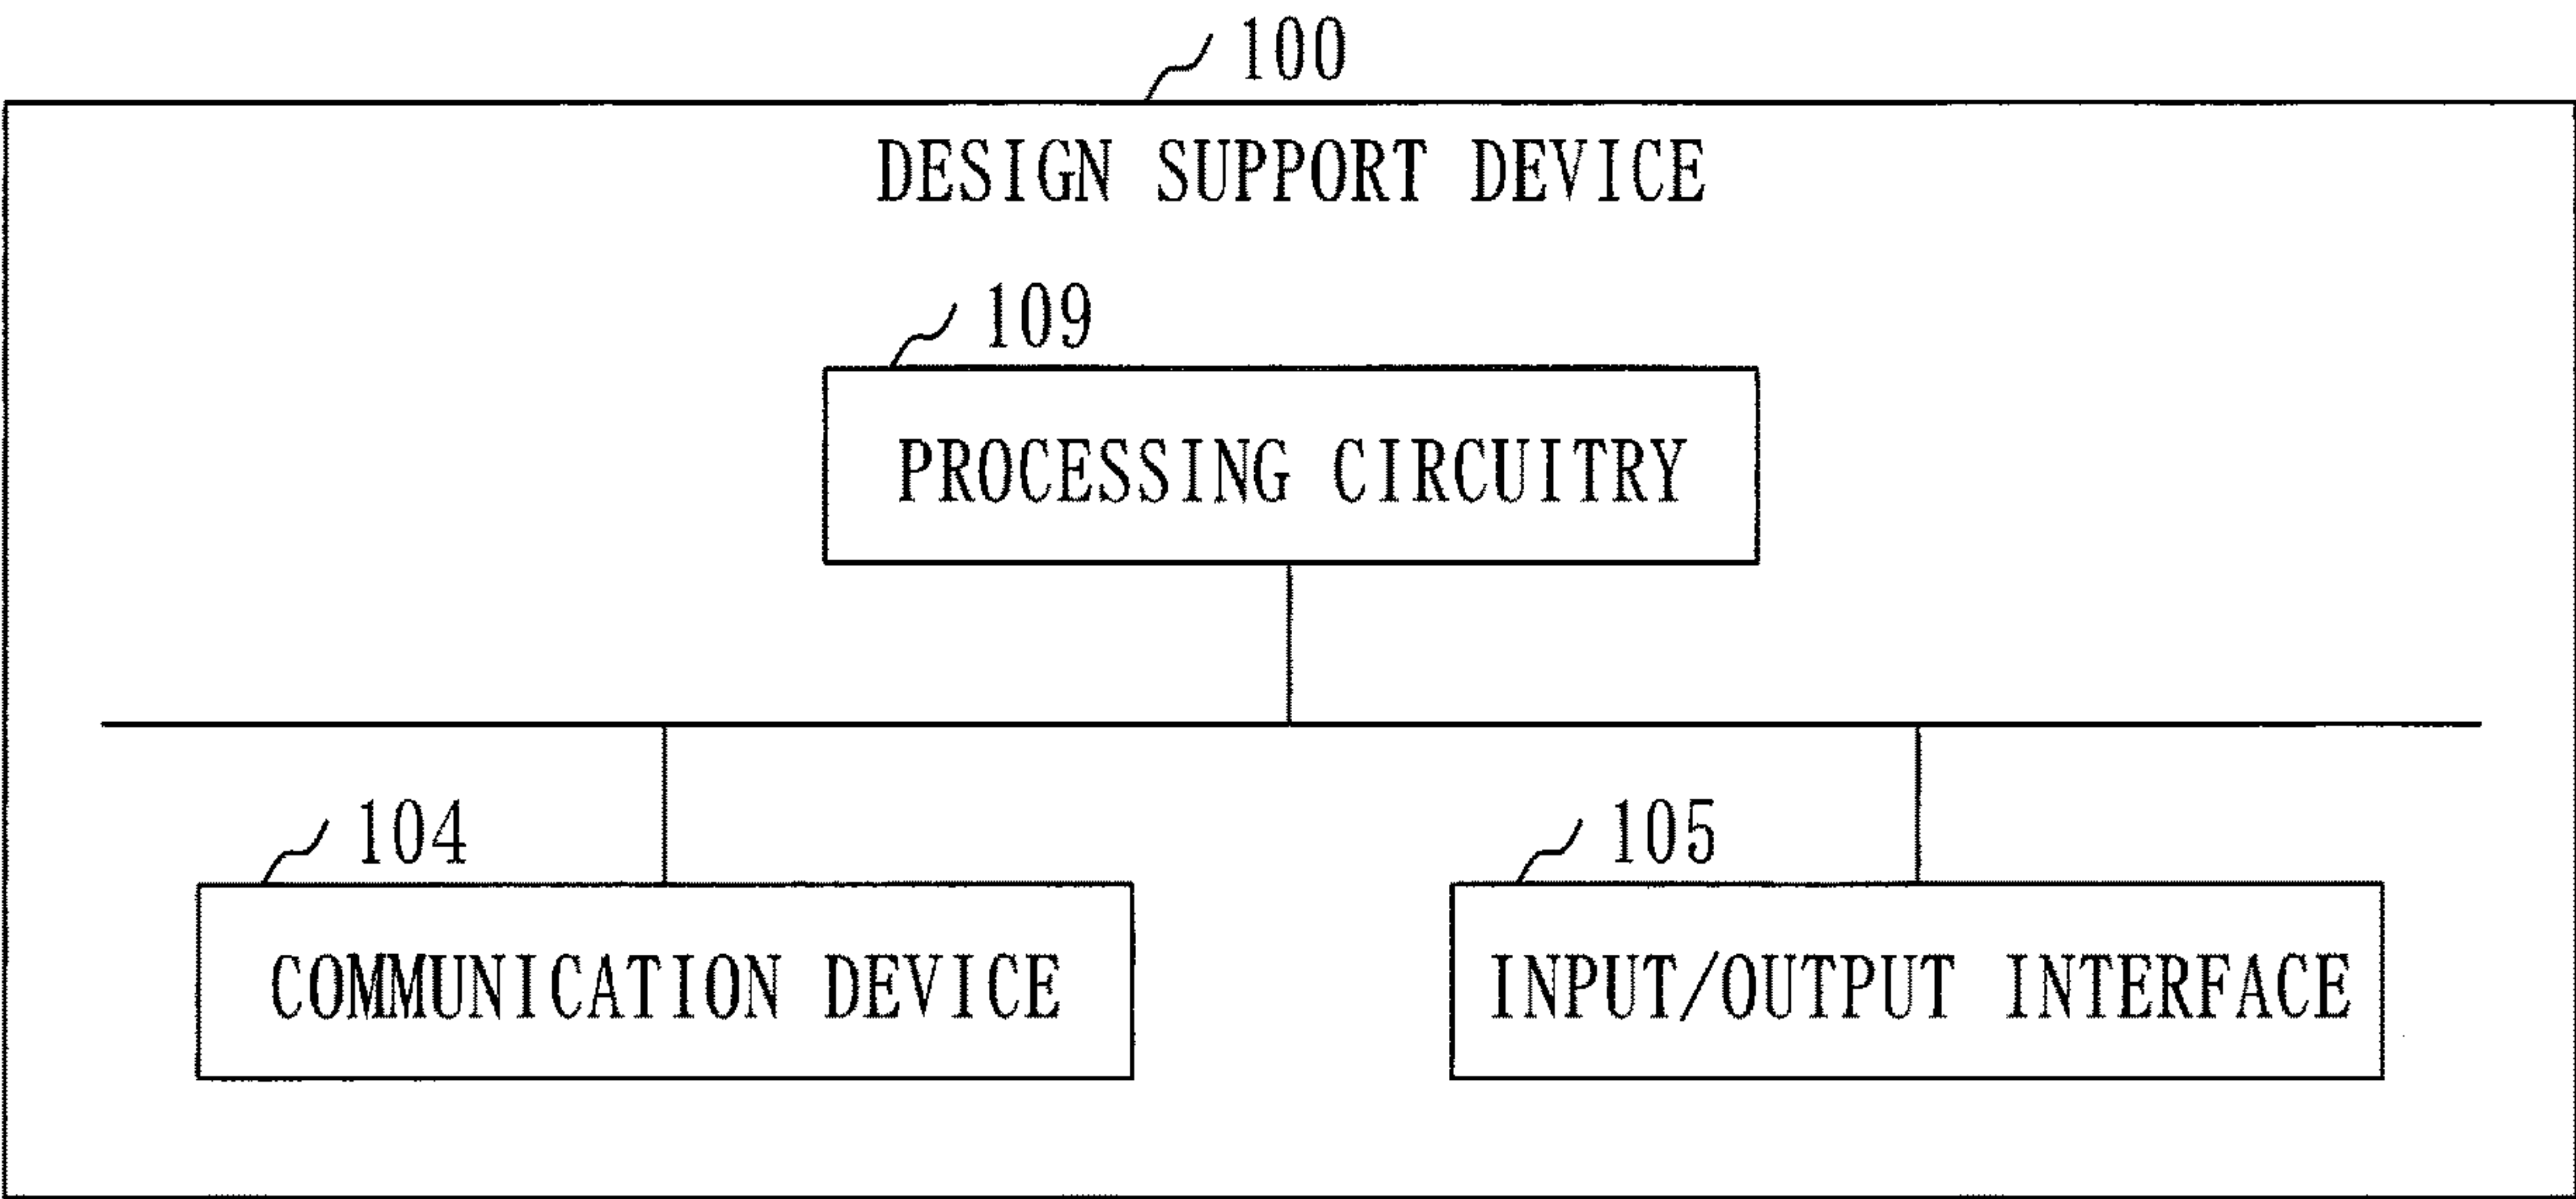 100
DESIGN SUPPORT DEVICE
109
PROCESSING CIRCUITRY
104
COMMUNICATION DEVICE
105
INPUT/OUTPUT INTERFACE